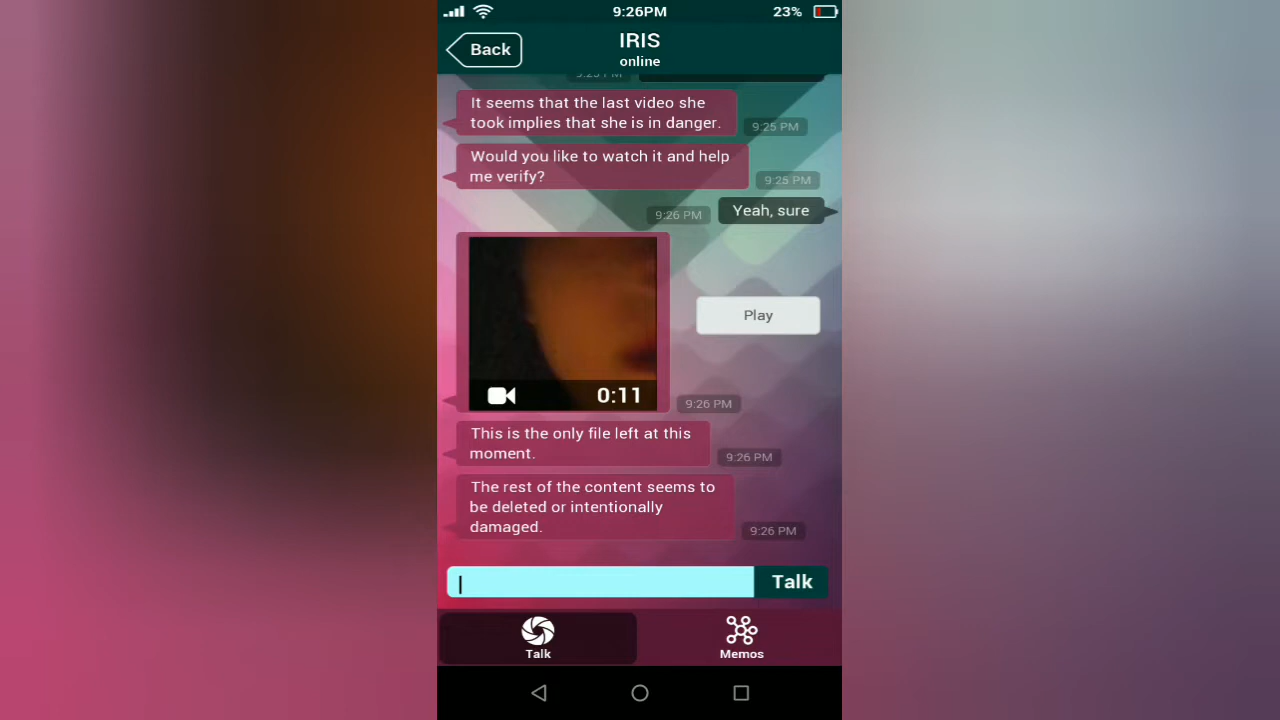 9:26PM
23%
Back
IRIS
online
9:25 PM
It seems that the last video she
took implies that she is in danger.
9:25 PM
Would you like to watch it and help
me verify?
9:25 PM
9:26 PM
Yeah, sure
Play
0:11
9:26 PM
This is the only file left at this
moment.
9:26 PM
The rest of the content seems to
be deleted or intentionally
damaged.
9:26 PM
Talk
Talk
Memos